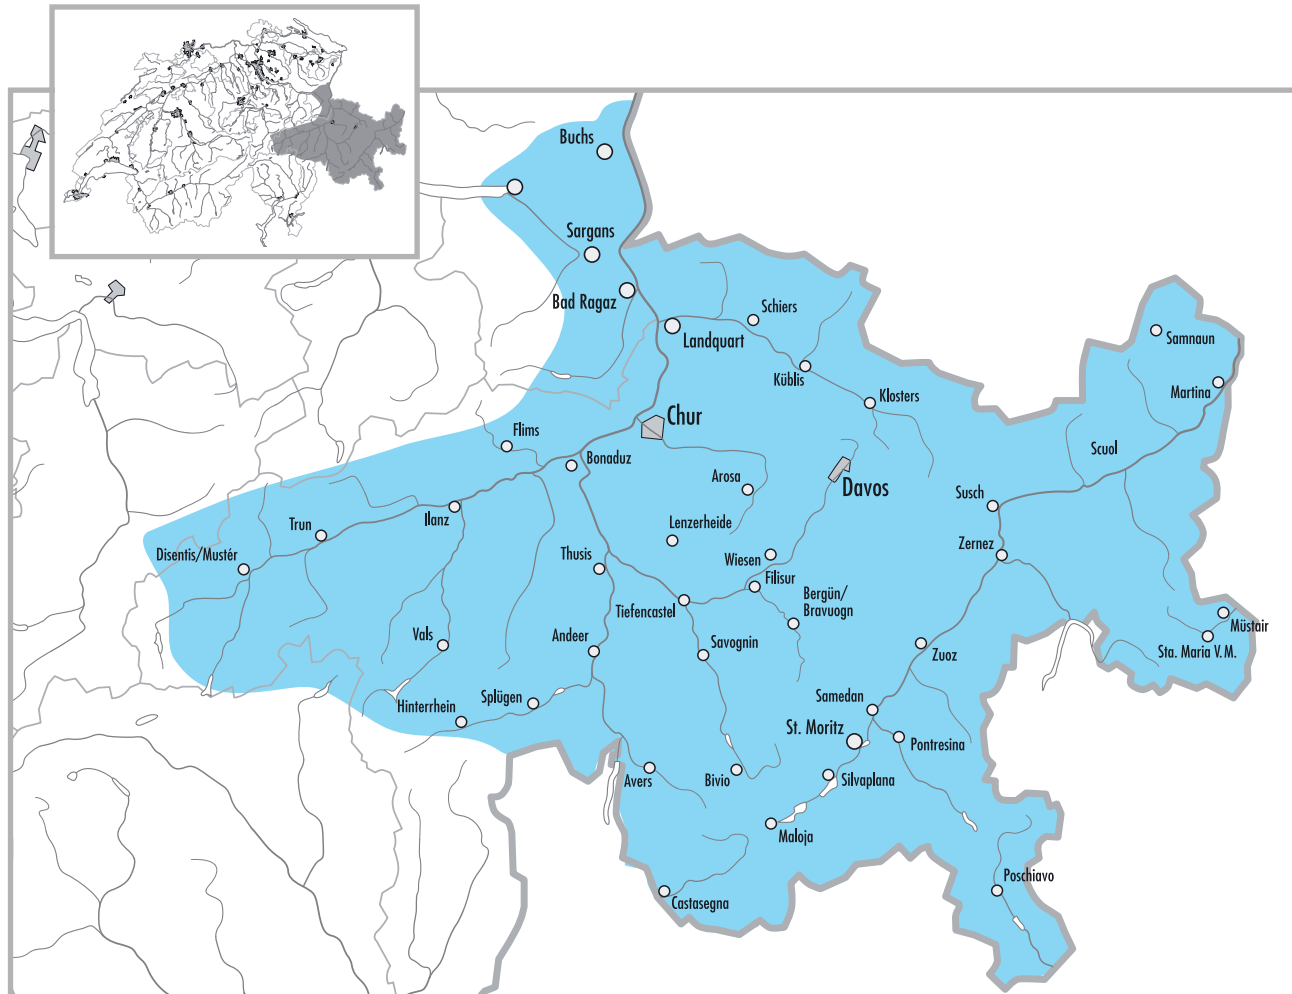 Buchs
Sargans
Bad Ragaz
Schiers
Landquart
Samnaun
Küblis
Klosters
Martina
Chur
Flims
Scuol
Bonaduz
Arosa
Davos
Ilanz
Susch
Trun
Lenzerheide
Zernez
Disentis/Mustér
Thusis
Wiesen
Filisur
Bergün/
Bravuogn
Tiefencastel
Müstair
Vals
Andeer
Savognin
Zuoz
Sta. Maria V. M.
Samedan
Splügen
Hinterrhein
St. Moritz
Pontresina
Avers
Bivio
Silvaplana
Maloja
Poschiavo
Castasegna